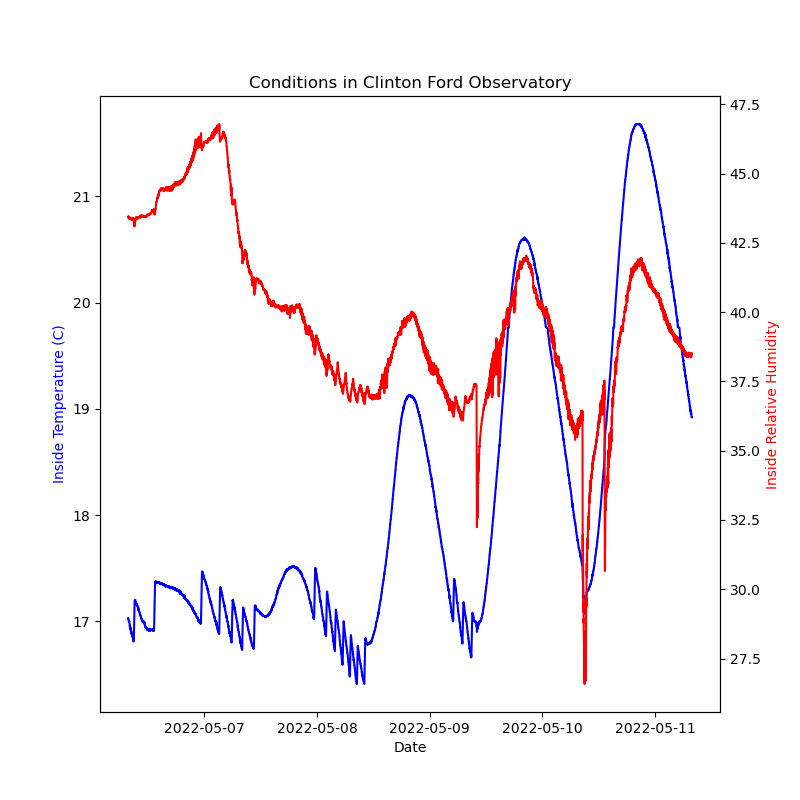 Conditions in Clinton Ford Observatory
Inside Temperature (C)
21
20
19
18
17
47.5
45.0
42.5
40.0
37.5
35.0
32.5
30.0
27.5
Inside Relative Humidity
2022-05-07 2022-05-08 2022-05-09 2022-05-10 2022-05-11
Date